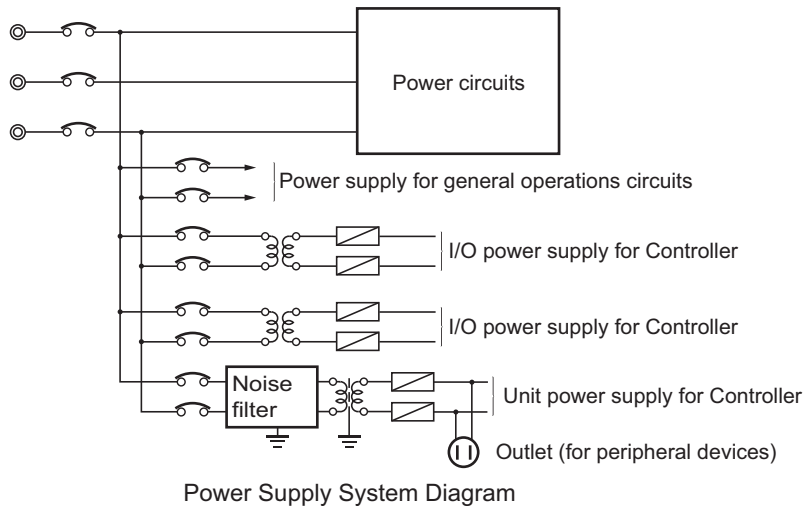 Power circuits
Power supply for general operations circuits
I/O power supply for Controller
I/O power supply for Controller
Noise
filter
Unit power supply for Controller
Outlet (for peripheral devices)
Power Supply System Diagram